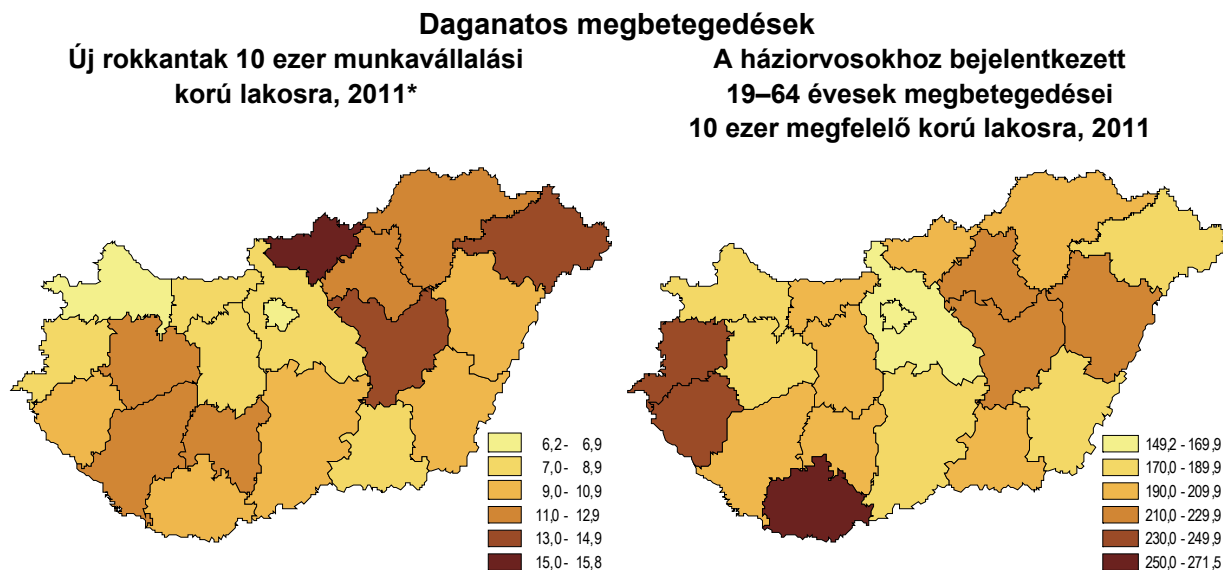 Daganatos megbetegedések
Új rokkantak 10 ezer munkavállalási
korú lakosra, 2011*
A háziorvosokhoz bejelentkezett
19–64 évesek megbetegedései
10 ezer megfelelő korú lakosra, 2011
6,2 - 6,9
7,0 - 8,9
9,0 - 10,9
11,0 - 12,9
13,0 - 14,9
15,0 - 15,8
149,2 - 169,9
170,0 - 189,9
190,0 - 209,9
210,0 - 229,9
230,0 - 249,9
250,0 - 271,5